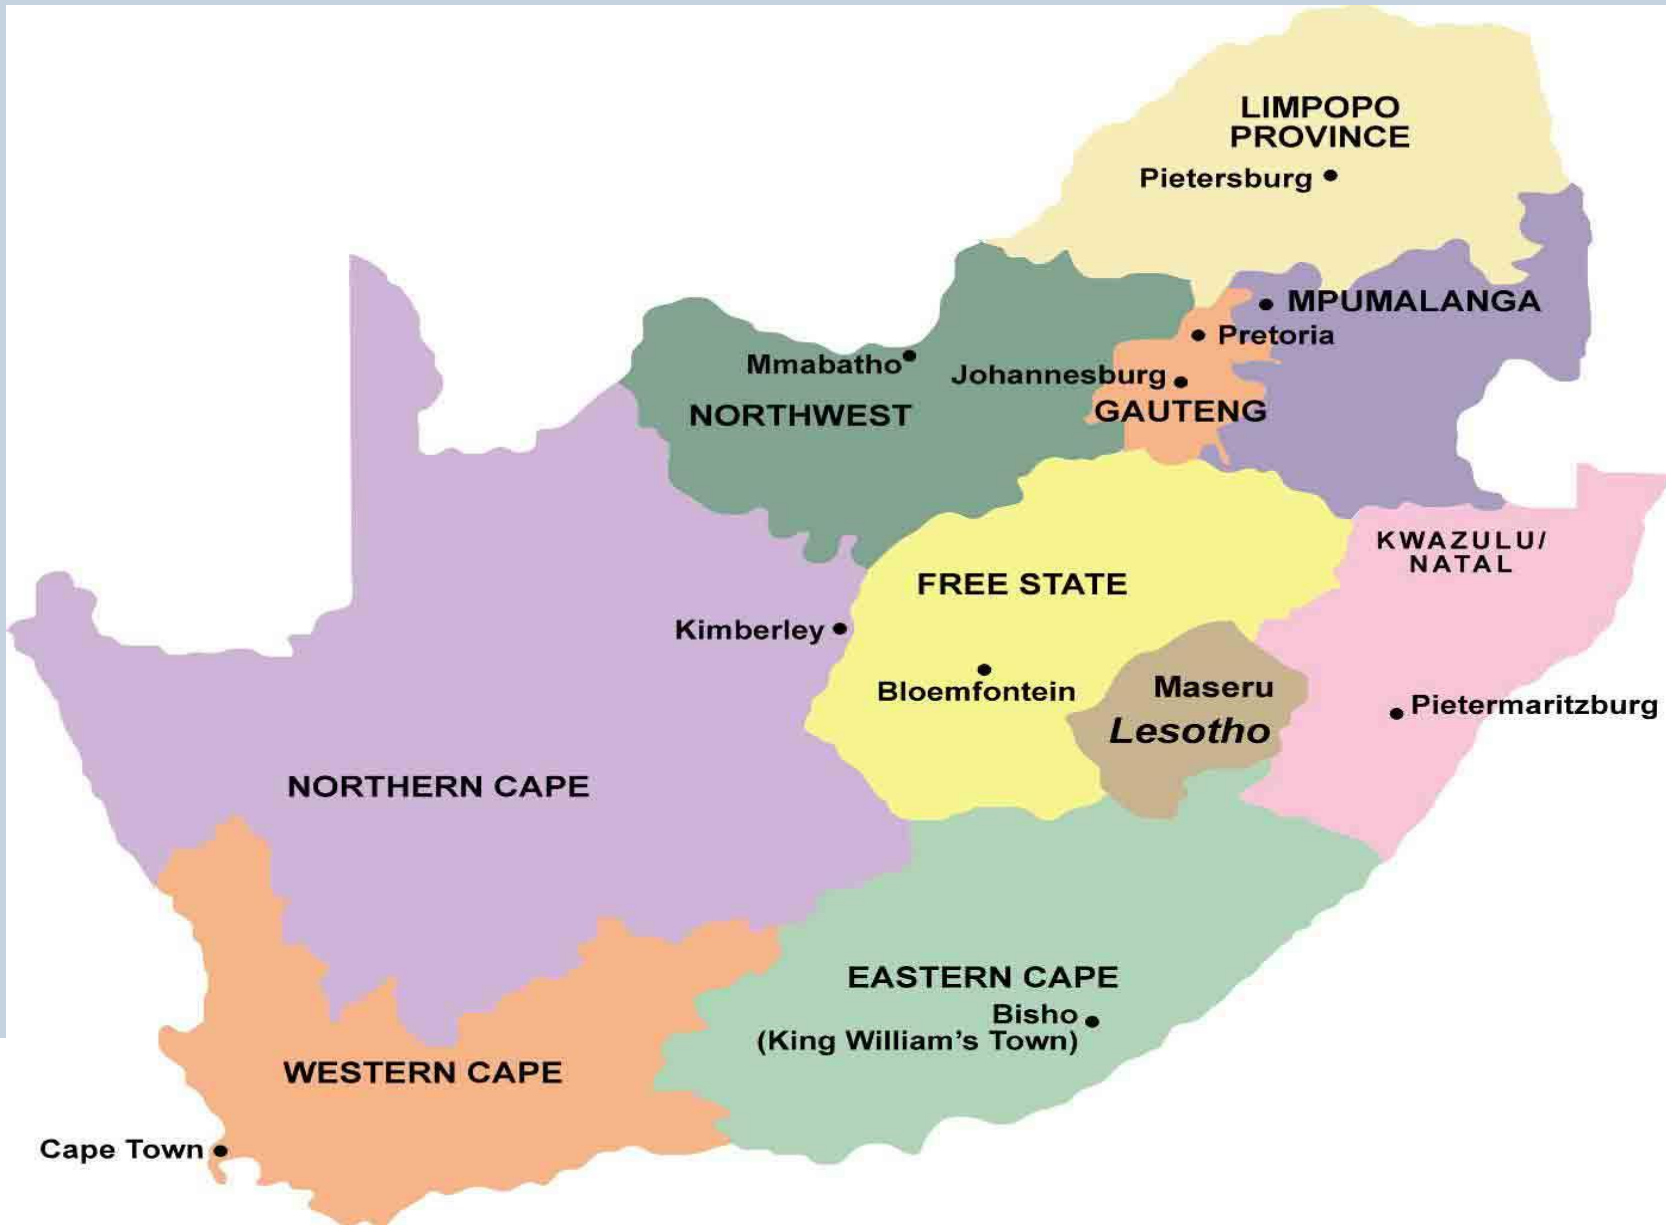 LIMPOPO
PROVINCE
Pietersburg
MPUMALANGA
Pretoria
Mmabatho
Johannesburg
NORTHWEST
GAUTENG
KWAZULU/
NATAL
FREE STATE
Kimberley
Bloemfontein
Maseru
Lesotho
Pietermaritzburg
NORTHERN CAPE
EASTERN CAPE
Bisho
(King William's Town)
WESTERN CAPE
Cape Town